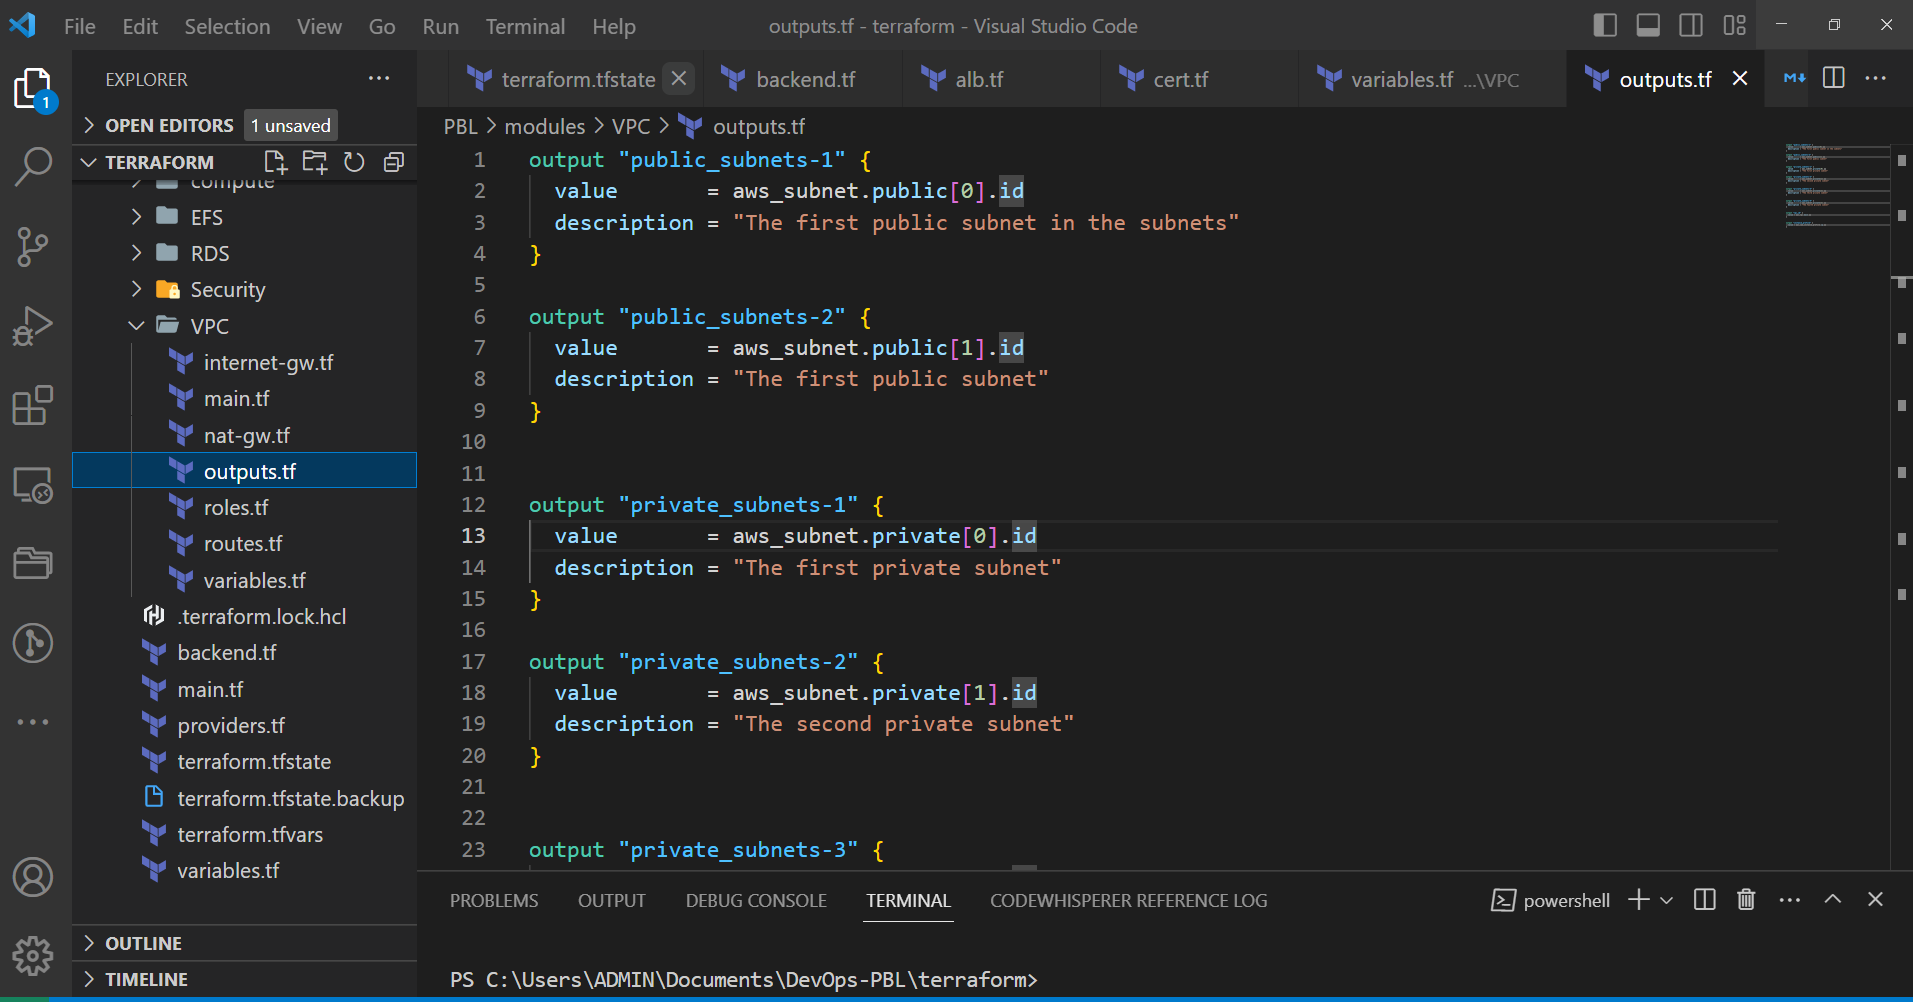 File Edit Selection View Go Run Terminal Help
outputs.tf - terraform - Visual Studio Code
EXPLORER
1
OPEN EDITORS 1 unsaved
TERRAFORM
compute
EFS
RDS
Security
VPC
internet-gw.tf
main.tf
nat-gw.tf
outputs.tf
roles.tf
routes.tf
variables.tf
.terraform.lock.hcl
backend.tf
main.tf
providers.tf
terraform.tfstate
terraform.tfstate.backup
terraform.tfvars
variables.tf
OUTLINE
TIMELINE
terraform.tfstate backend.tf alb.tf cert.tf variables.tf ...\VPC outputs.tf
PBL > modules > VPC > outputs.tf
1 output "public_subnets-1" {
2 value = aws_subnet.public[0].id
3 description = "The first public subnet in the subnets"
4 }
5
6 output "public_subnets-2" {
7 value = aws_subnet.public[1].id
8 description = "The first public subnet"
9 }
10
11
12 output "private_subnets-1" {
13 value = aws_subnet.private[0].id
14 description = "The first private subnet"
15 }
16
17 output "private_subnets-2" {
18 value = aws_subnet.private[1].id
19 description = "The second private subnet"
20 }
21
22
23 output "private_subnets-3" {
PROBLEMS OUTPUT DEBUG CONSOLE TERMINAL CODEWHISPERER REFERENCE LOG
powershell
PS C:\Users\ADMIN\Documents\DevOps-PBL\terraform>